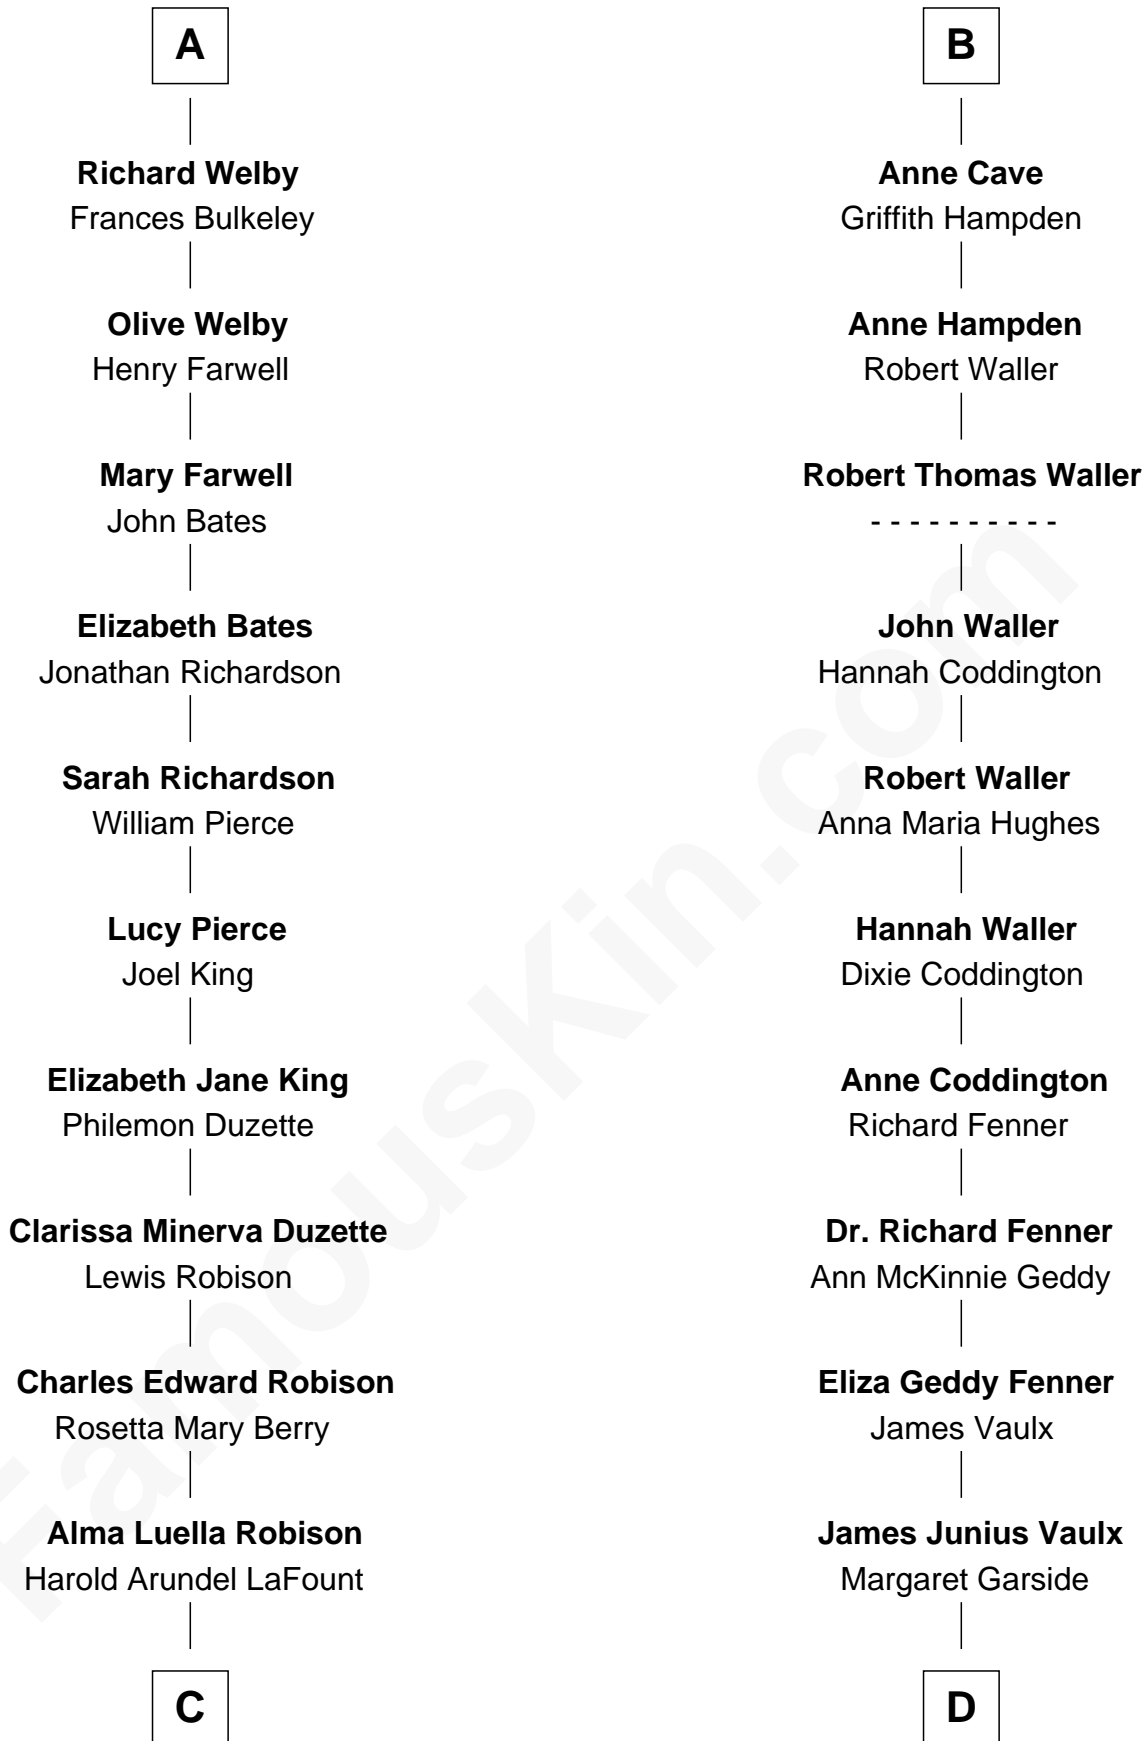 A
Richard Welby
Frances Bulkeley
Olive Welby
Henry Farwell
Mary Farwell
John Bates
Elizabeth Bates
Jonathan Richardson
Sarah Richardson
William Pierce
Lucy Pierce
Joel King
Elizabeth Jane King
Philemon Duzette
Clarissa Minerva Duzette
Lewis Robison
Charles Edward Robison
Rosetta Mary Berry
Alma Luella Robison
Harold Arundel LaFount
C
B
Anne Cave
Griffith Hampden
Anne Hampden
Robert Waller
Robert Thomas Waller
- - - - - - - - - -
John Waller
Hannah Coddington
Robert Waller
Anna Maria Hughes
Hannah Waller
Dixie Coddington
Anne Coddington
Richard Fenner
Dr. Richard Fenner
Ann McKinnie Geddy
Eliza Geddy Fenner
James Vaulx
James Junius Vaulx
Margaret Garside
D
FamousKin.com